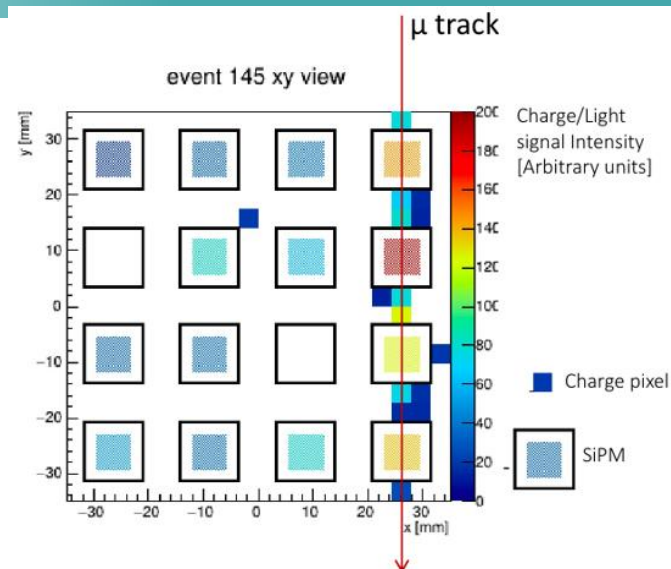 μ track
event 145 xy view
y [mm]
30
20
10
0
−10
−20
−30
−30
−20
−10
0
10
20
30
x [mm]
200
180
160
140
120
100
80
60
40
20
0
Charge/Light
signal Intensity
[Arbitrary units]
Charge pixel
SiPM